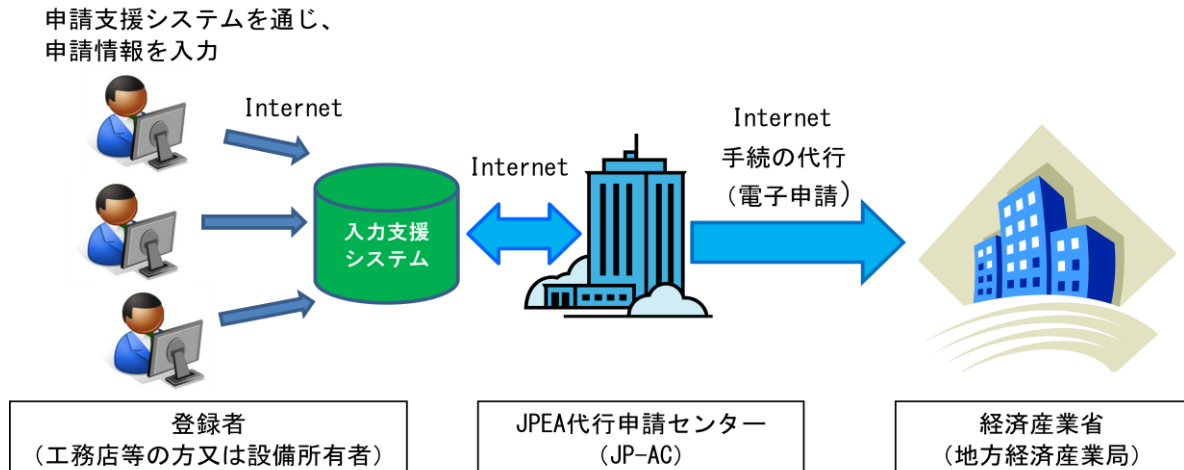 申請支援システムを通じ、
申請情報を入力
Internet
入力支援
システム
Internet
Internet
手続の代行
（電子申請）
登録者
（工務店等の方又は設備所有者）
JPEA代行申請センター
（JP-AC）
経済産業省
（地方経済産業局）